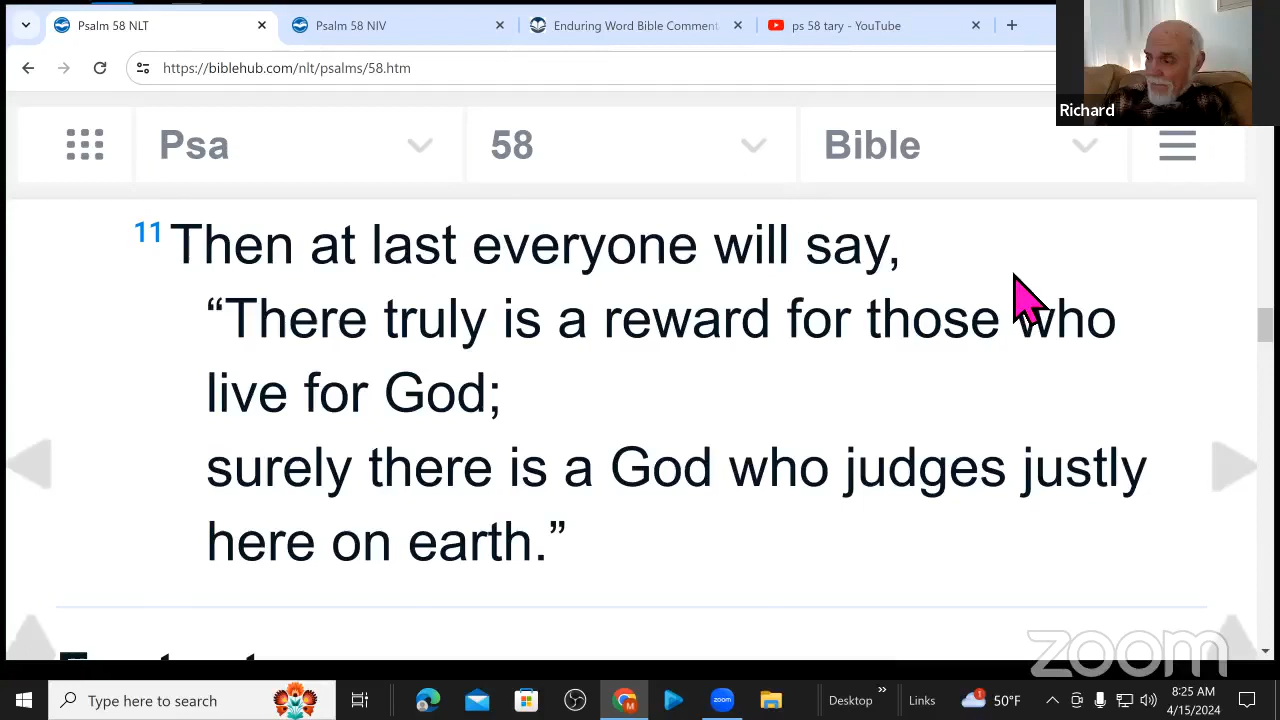 Psalm 58 NLT
Psalm 58 NIV
Enduring Word Bible Comment
ps 58 tary - YouTube
https://biblehub.com/nlt/psalms/58.htm
Richard
Psa
58
Bible
11 Then at last everyone will say,
“There truly is a reward for those who
live for God;
surely there is a God who judges justly
here on earth.”
zoom
Type here to search
Desktop
Links
1
50°F
8:25 AM
4/15/2024